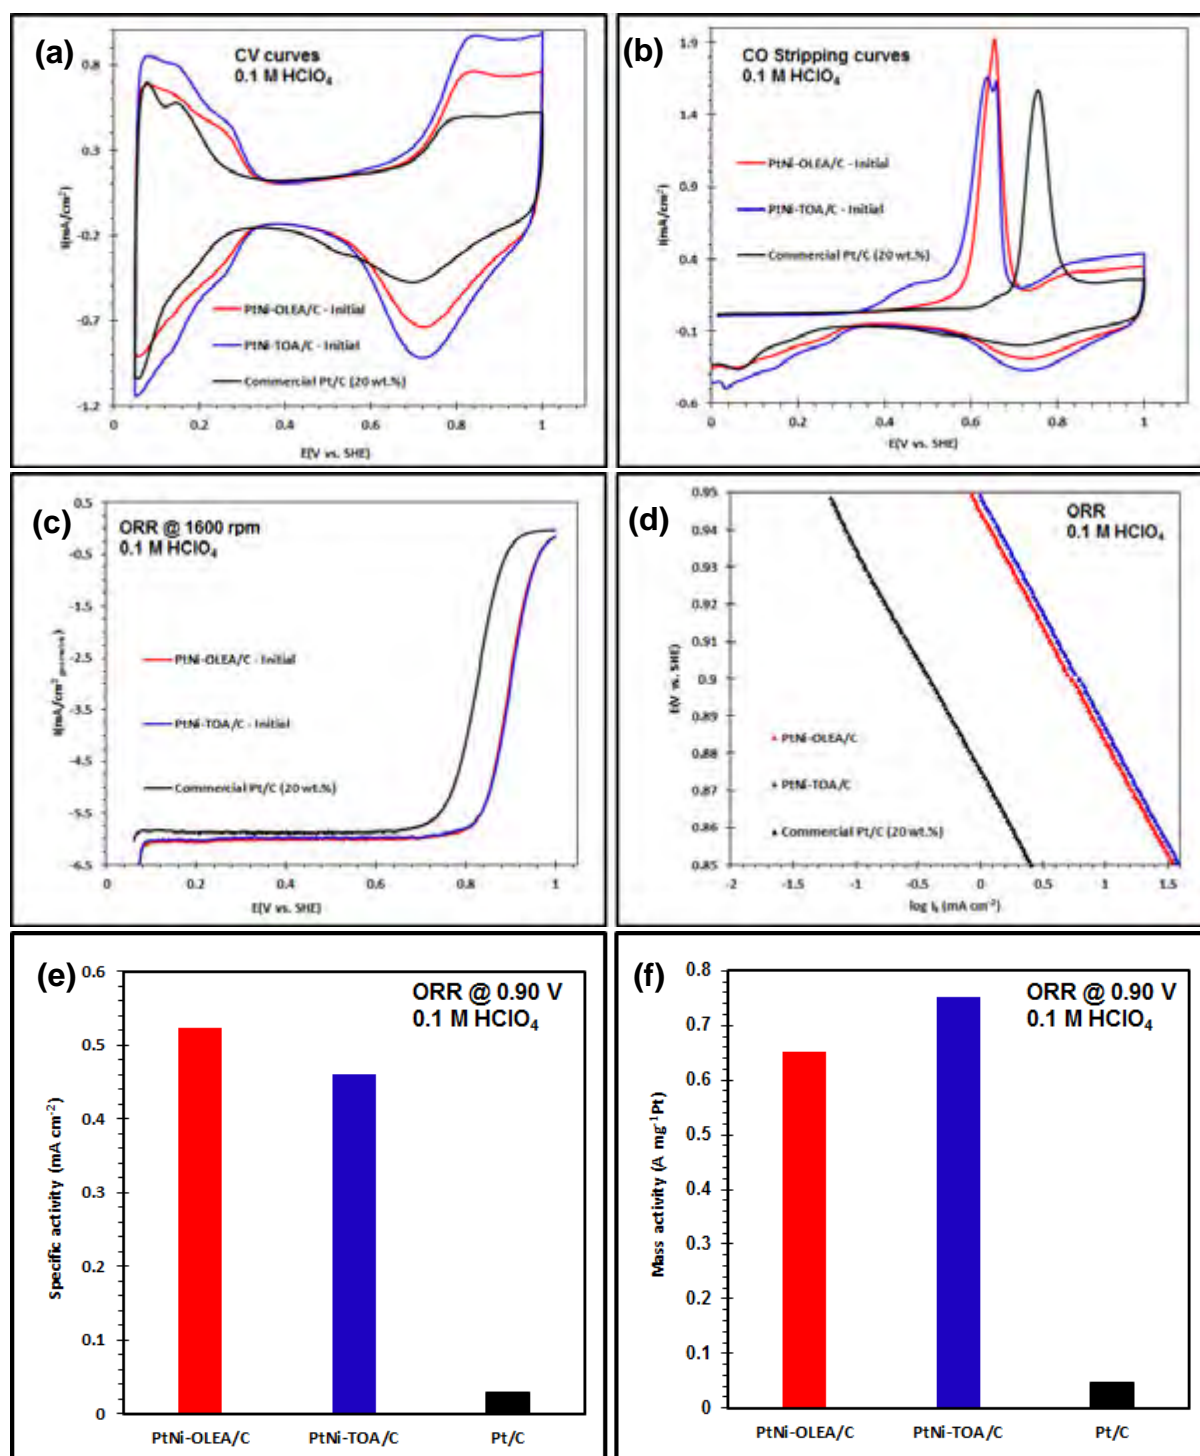 (a)
CV curves
0.1 M HClO4
0.8
0.3
-0.2
-0.7
-1.2
I(mA/cm²)
PtNi-OLEA/C - Initial
PtNi-TOA/C - Initial
Commercial Pt/C (20 wt.%)
0 0.2 0.4 0.6 0.8 1
E(V vs. SHE)
(b)
CO Stripping curves
0.1 M HClO4
1.9
1.4
0.9
0.4
-0.1
-0.6
I(mA/cm²)
PtNi-OLEA/C - Initial
PtNi-TOA/C - Initial
Commercial Pt/C (20 wt.%)
0 0.2 0.4 0.6 0.8 1
E(V vs. SHE)
(c)
ORR @ 1600 rpm
0.1 M HClO4
0.5
-0.5
-1.5
-2.5
-3.5
-4.5
-5.5
-6.5
PtNi-OLEA/C - Initial
PtNi-TOA/C - Initial
Commercial Pt/C (20 wt.%)
0 0.2 0.4 0.6 0.8 1
E(V vs. SHE)
(d)
ORR
0.1 M HClO4
0.95
0.94
0.93
0.92
0.91
0.9
0.89
0.88
0.87
0.86
0.85
E(V vs. SHE)
PtNi-OLEA/C
PtNi-TOA/C
Commercial Pt/C (20 wt.%)
-2 -1.5 -1 -0.5 0 0.5 1 1.5
log Ik (mA cm⁻²)
(e)
ORR @ 0.90 V
0.1 M HClO4
0.6
0.5
0.4
0.3
0.2
0.1
0
Specific activity (mA cm⁻²)
PtNi-OLEA/C PtNi-TOA/C Pt/C
(f)
ORR @ 0.90 V
0.1 M HClO4
0.8
0.7
0.6
0.5
0.4
0.3
0.2
0.1
0
Mass activity (A mg⁻¹Pt)
PtNi-OLEA/C PtNi-TOA/C Pt/C